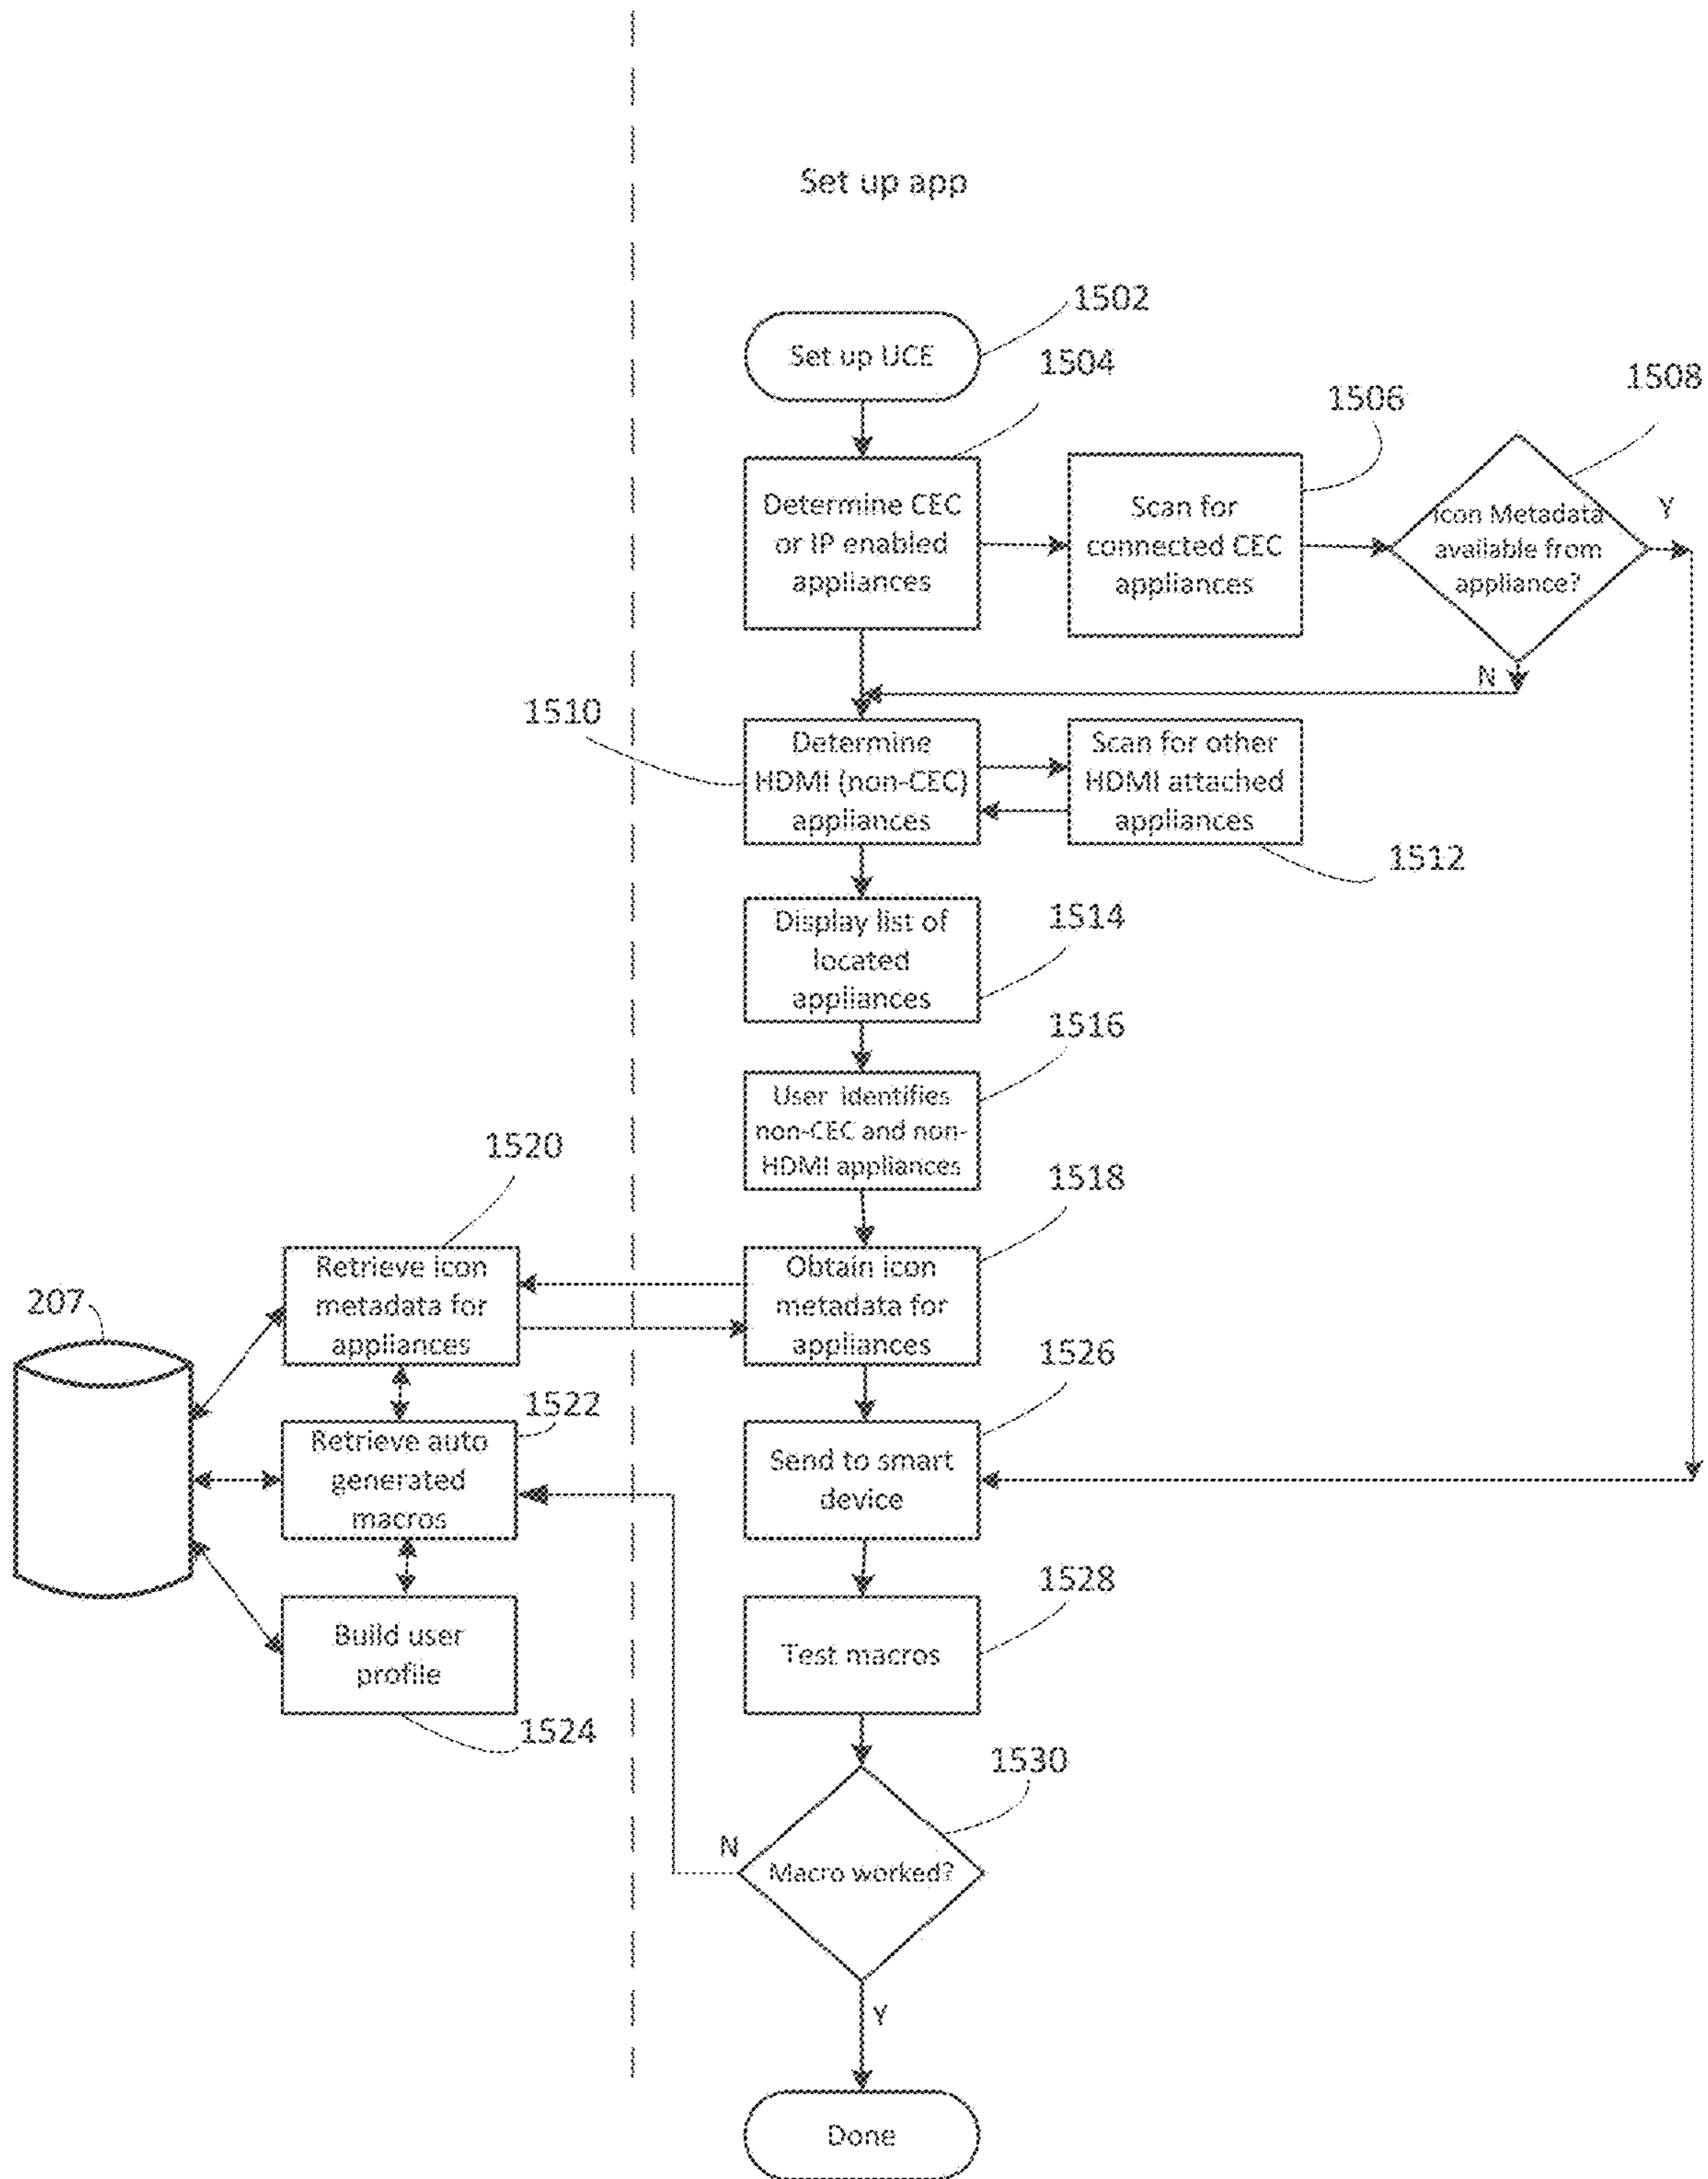 Set up app
1502
Set up UCE
1504
1506
1508
Determine CEC
or IP enabled
appliances
Scan for
connected CEC
appliances
Icon Metadata
available from
appliance?
Y
N
1510
Determine
HDMI (non-CEC)
appliances
Scan for other
HDMI attached
appliances
1512
Display list of
located
appliances
1514
1516
User identifies
non-CEC and non-
HDMI appliances
1520
1518
Retrieve icon
metadata for
appliances
Obtain icon
metadata for
appliances
207
1526
1522
Retrieve auto
generated
macros
Send to smart
device
1528
Build user
profile
Test macros
1524
1530
N
Macro worked?
Y
Done